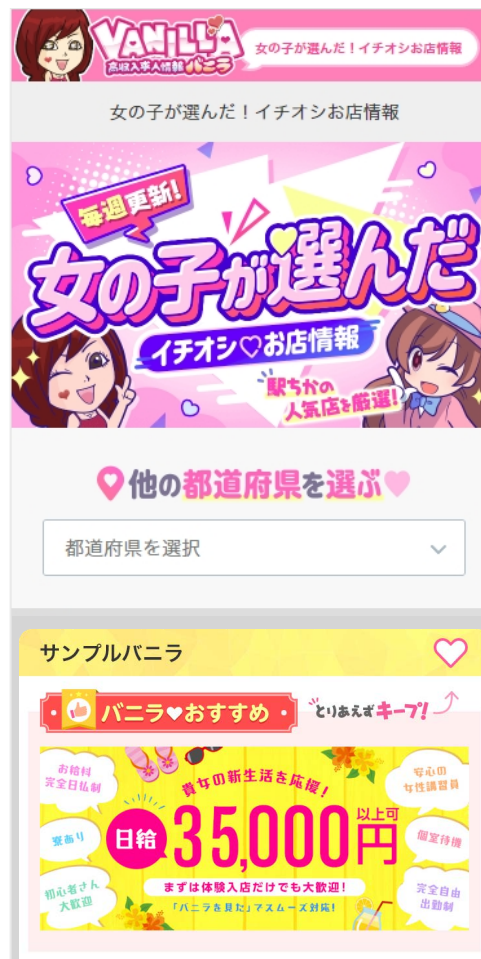 VANILLA
高収入求人情報 バニラ
女の子が選んだ！イチオシお店情報
女の子が選んだ！イチオシお店情報
毎週更新!
女の子が選んだ
イチオシ♡お店情報
駅ちかの
人気店を厳選!
他の都道府県を選ぶ
都道府県を選択
サンプルバニラ
バニラ♥おすすめ
とりあえずキープ!
貴女の新生活を応援！
お給料
完全日払制
安心の
女性講習員
寮あり
日給35,000円以上可
個室待機
初心者さん
大歓迎
まずは体験入店だけでも大歓迎！
「バニラを見た」でスムーズ対応!
完全自由
出勤制